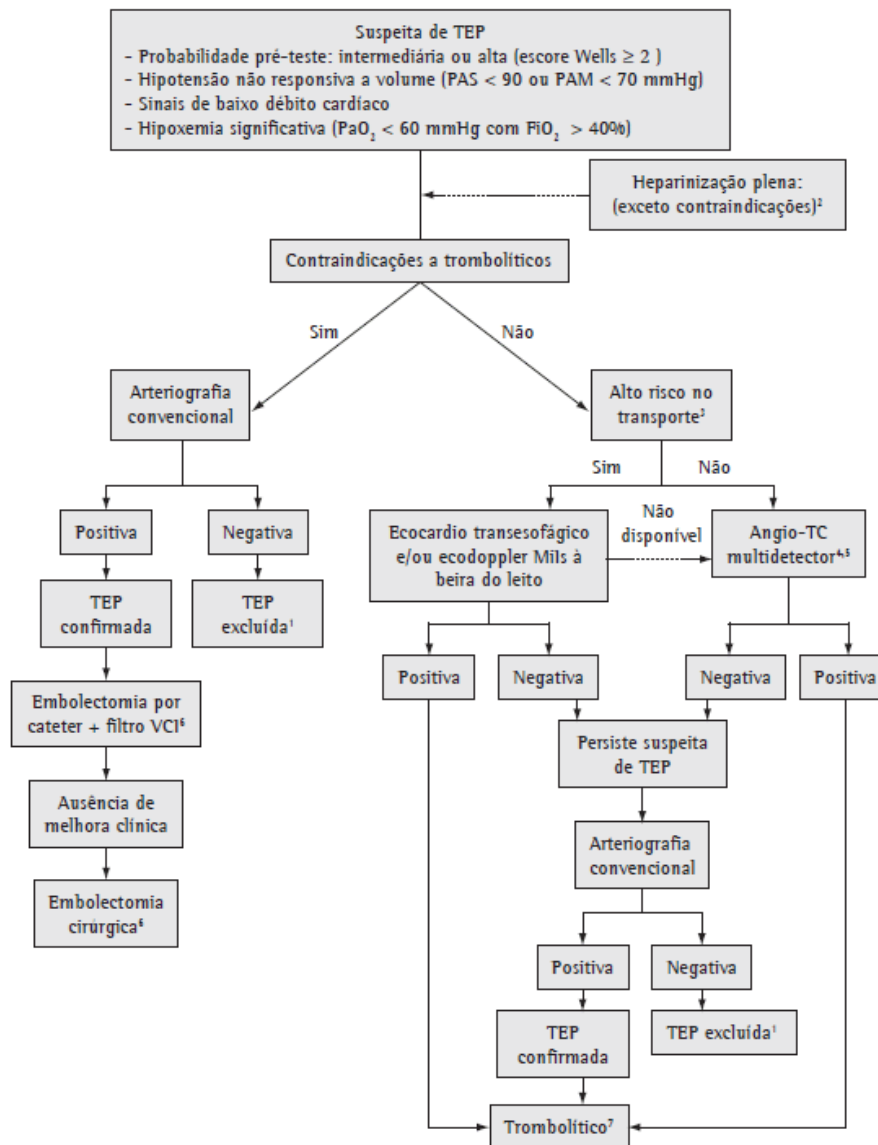 Suspeita de TEP
- Probabilidade pré-teste: intermediária ou alta (escore Wells ≥ 2 )
- Hipotensão não responsiva a volume (PAS < 90 ou PAM < 70 mmHg)
- Sinais de baixo débito cardíaco
- Hipoxemia significativa (PaO₂ < 60 mmHg com FiO₂ > 40%)
Heparinização plena:
(exceto contraindicações)²
Contraindicações a trombolíticos
Sim
Não
Arteriografia
convencional
Alto risco no
transporte³
Sim
Não
Positiva
Negativa
Ecocardio transesofágico
e/ou ecodoppler MiIs à
beira do leito
Não
disponível
Angio-TC
multidetector⁴,⁵
TEP
confirmada
TEP
excluída¹
Positiva
Negativa
Negativa
Positiva
Embolectomia por
cateter + filtro VCI⁶
Persiste suspeita
de TEP
Ausência de
melhora clínica
Arteriografia
convencional
Embolectomia
cirúrgica⁶
Positiva
Negativa
TEP
confirmada
TEP excluída¹
Trombolítico⁷